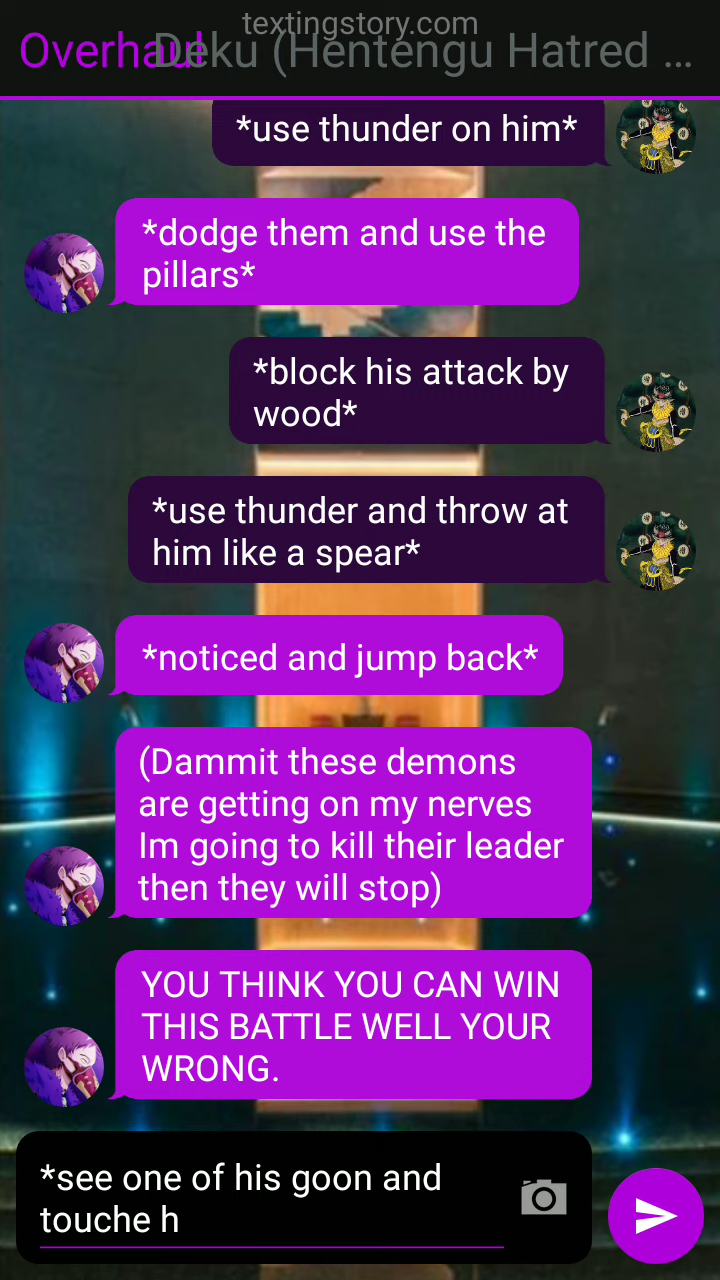 textingstory.com
Overhaul
Deku (Hentengu Hatred ...
*use thunder on him*
*dodge them and use the
pillars*
*block his attack by
wood*
*use thunder and throw at
him like a spear*
*noticed and jump back*
(Dammit these demons
are getting on my nerves
Im going to kill their leader
then they will stop)
YOU THINK YOU CAN WIN
THIS BATTLE WELL YOUR
WRONG.
*see one of his goon and
touche h